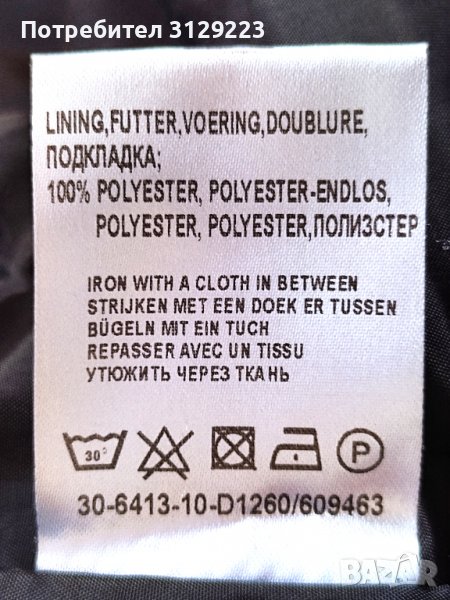 Потребител 3129223
LINING,FUTTER,VOERING,DOUBLURE,
ПОДКЛАДКА;
100% POLYESTER, POLYESTER-ENDLOS,
POLYESTER, POLYESTER,ПОЛИЗСТЕР
IRON WITH A CLOTH IN BETWEEN
STRIJKEN MET EEN DOEK ER TUSSEN
BÜGELN MIT EIN TUCH
REPASSER AVEC UN TISSU
УТЮЖИТЬ ЧЕРЕЗ ТКАНЬ
30° P
30-6413-10-D1260/609463
BAZAR